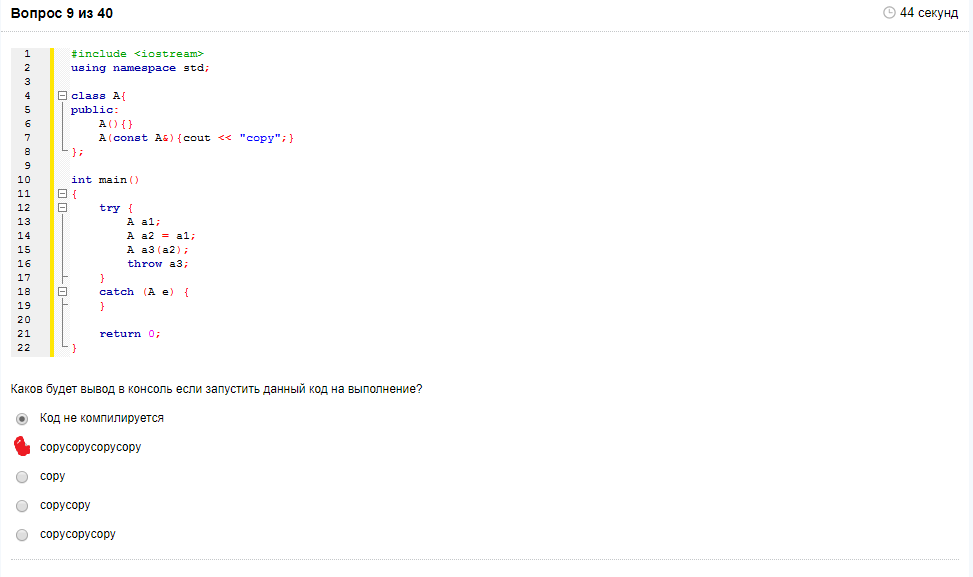 Вопрос 9 из 40
44 секунд
1 #include <iostream>
2 using namespace std;
3
4 class A{
5 public:
6 A(){}
7 A(const A&){cout << "copy";}
8 };
9
10 int main()
11 {
12 try {
13 A a1;
14 A a2 = a1;
15 A a3(a2);
16 throw a3;
17 }
18 catch (A e) {
19 }
20
21 return 0;
22 }
Каков будет вывод в консоль если запустить данный код на выполнение?
Код не компилируется
copycopycopycopy
copy
copycopy
copycopycopy